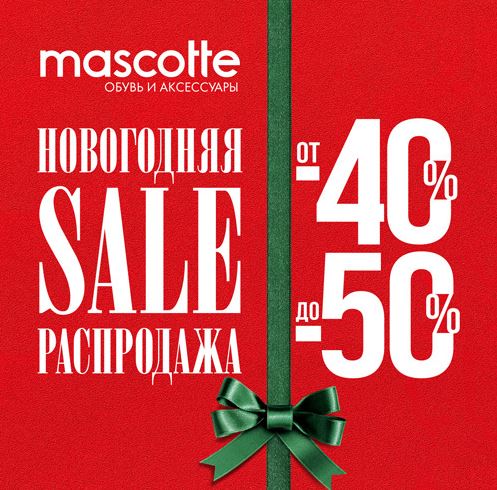 mascotte
ОБУВЬ И АКСЕССУАРЫ
НОВОГОДНЯЯ
SALE
РАСПРОДАЖА
ОТ -40%
ДО -50%